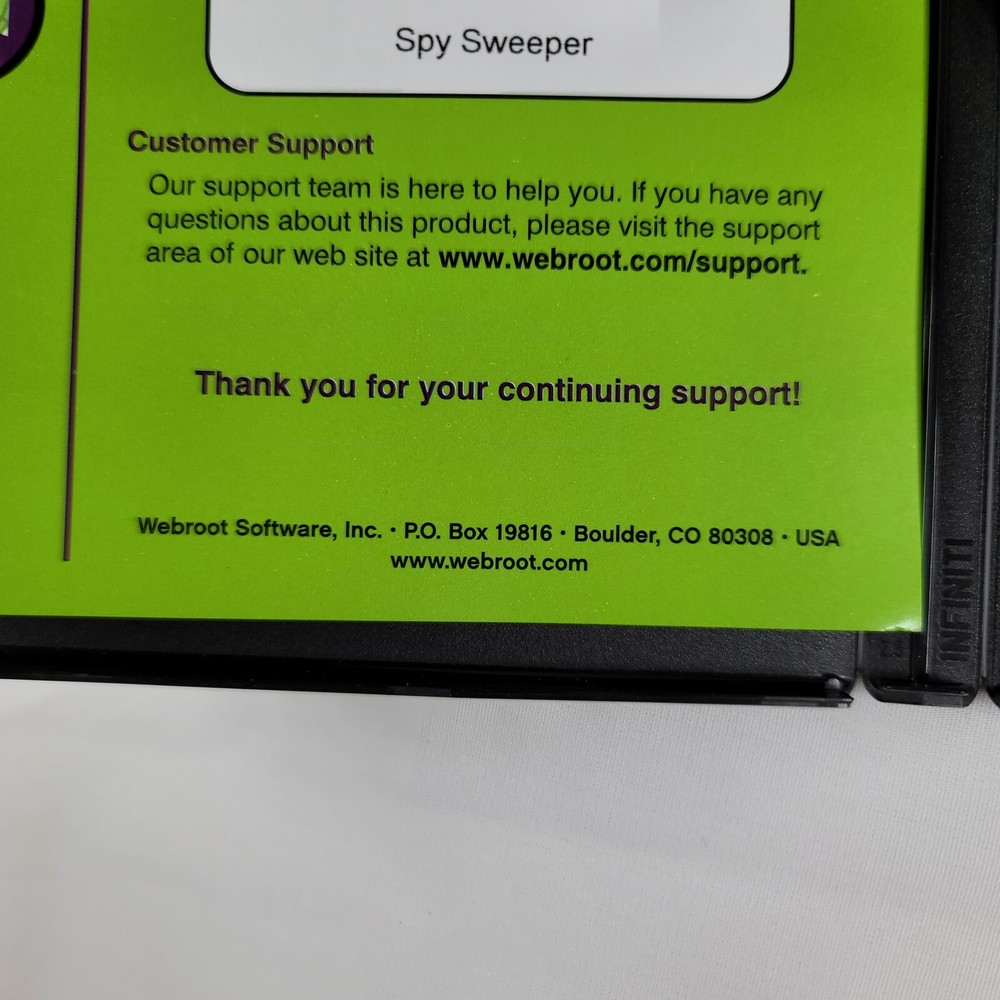 Spy Sweeper
Customer Support
Our support team is here to help you. If you have any
questions about this product, please visit the support
area of our web site at www.webroot.com/support.
Thank you for your continuing support!
Webroot Software, Inc. • P.O. Box 19816 • Boulder, CO 80308 • USA
www.webroot.com
INFINITI